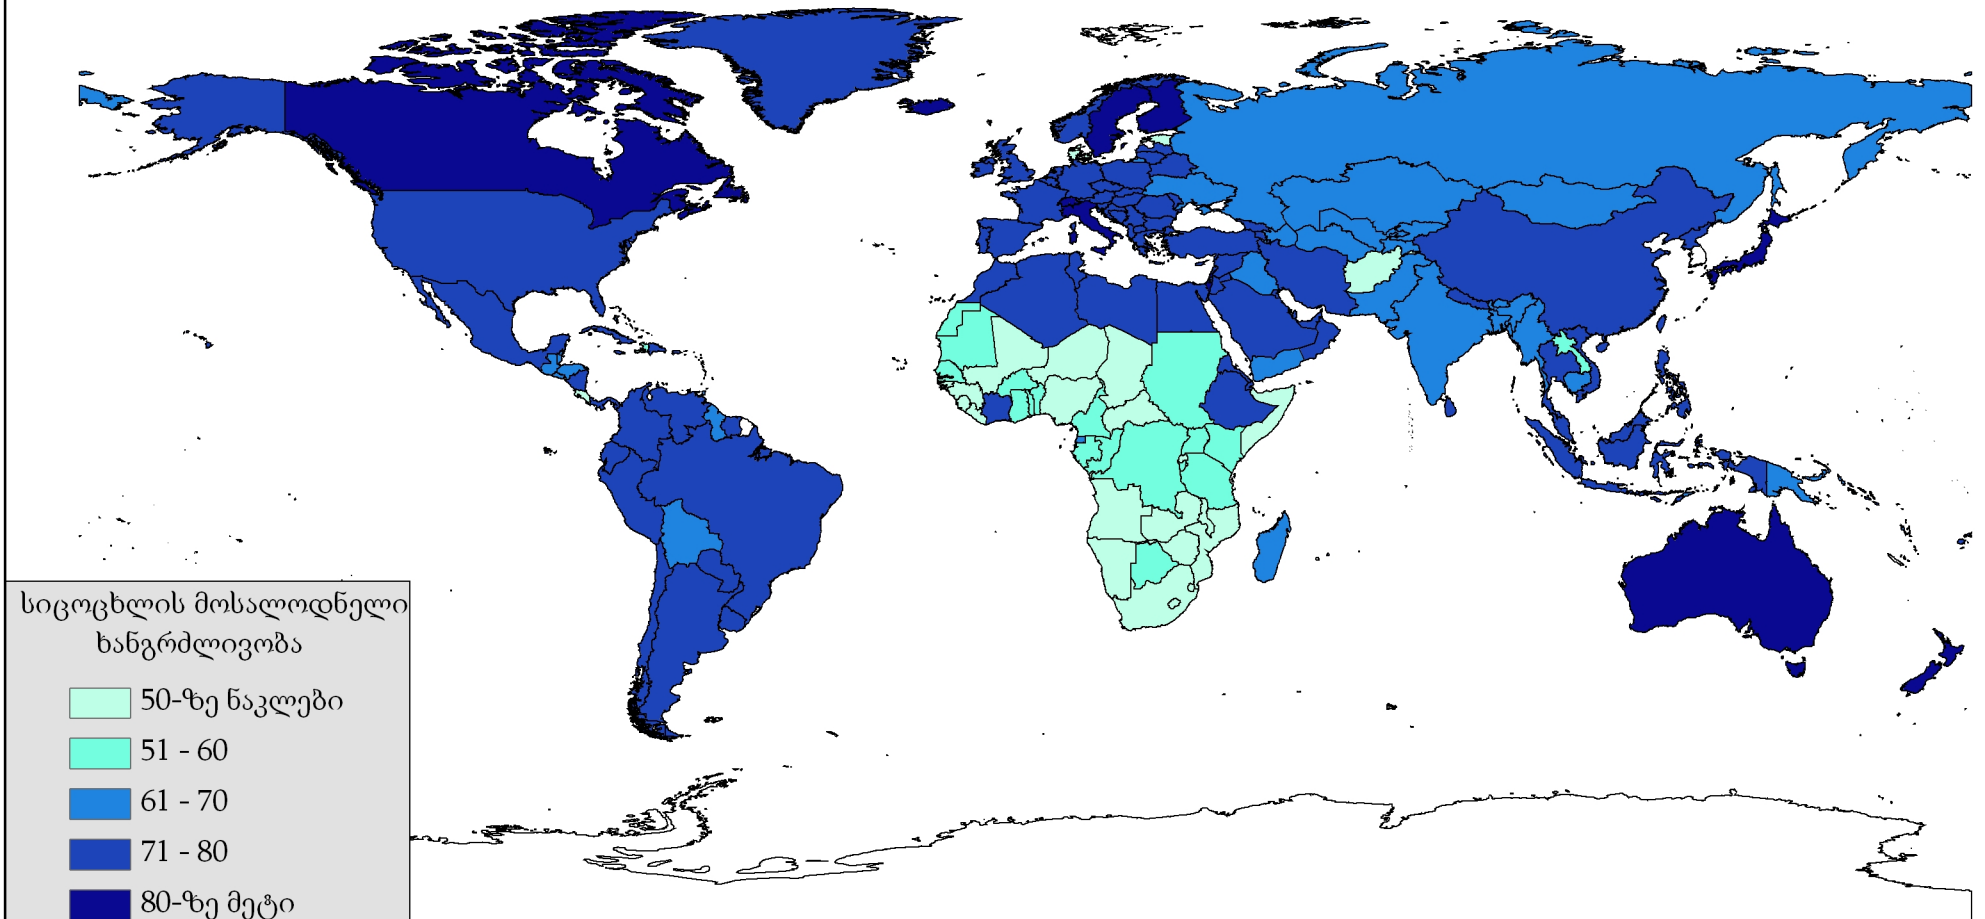 სიცოცხლის მოსალოდნელი
ხანგრძლივობა
50-ზე ნაკლები
51 - 60
61 - 70
71 - 80
80-ზე მეტი